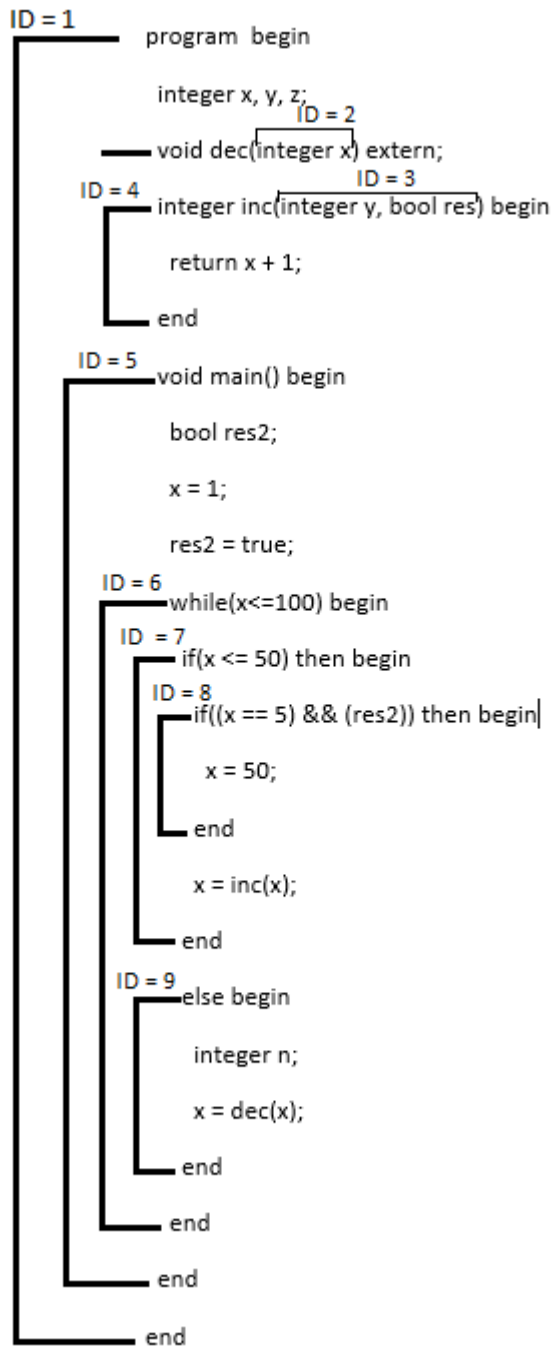 ID = 1
program begin
integer x, y, z;
ID = 2
void dec(integer x) extern;
ID = 3
ID = 4
integer inc(integer y, bool res) begin
return x + 1;
end
ID = 5
void main() begin
bool res2;
x = 1;
res2 = true;
ID = 6
while(x<=100) begin
ID = 7
if(x <= 50) then begin
ID = 8
if((x == 5) && (res2)) then begin
x = 50;
end
x = inc(x);
end
ID = 9
else begin
integer n;
x = dec(x);
end
end
end
end